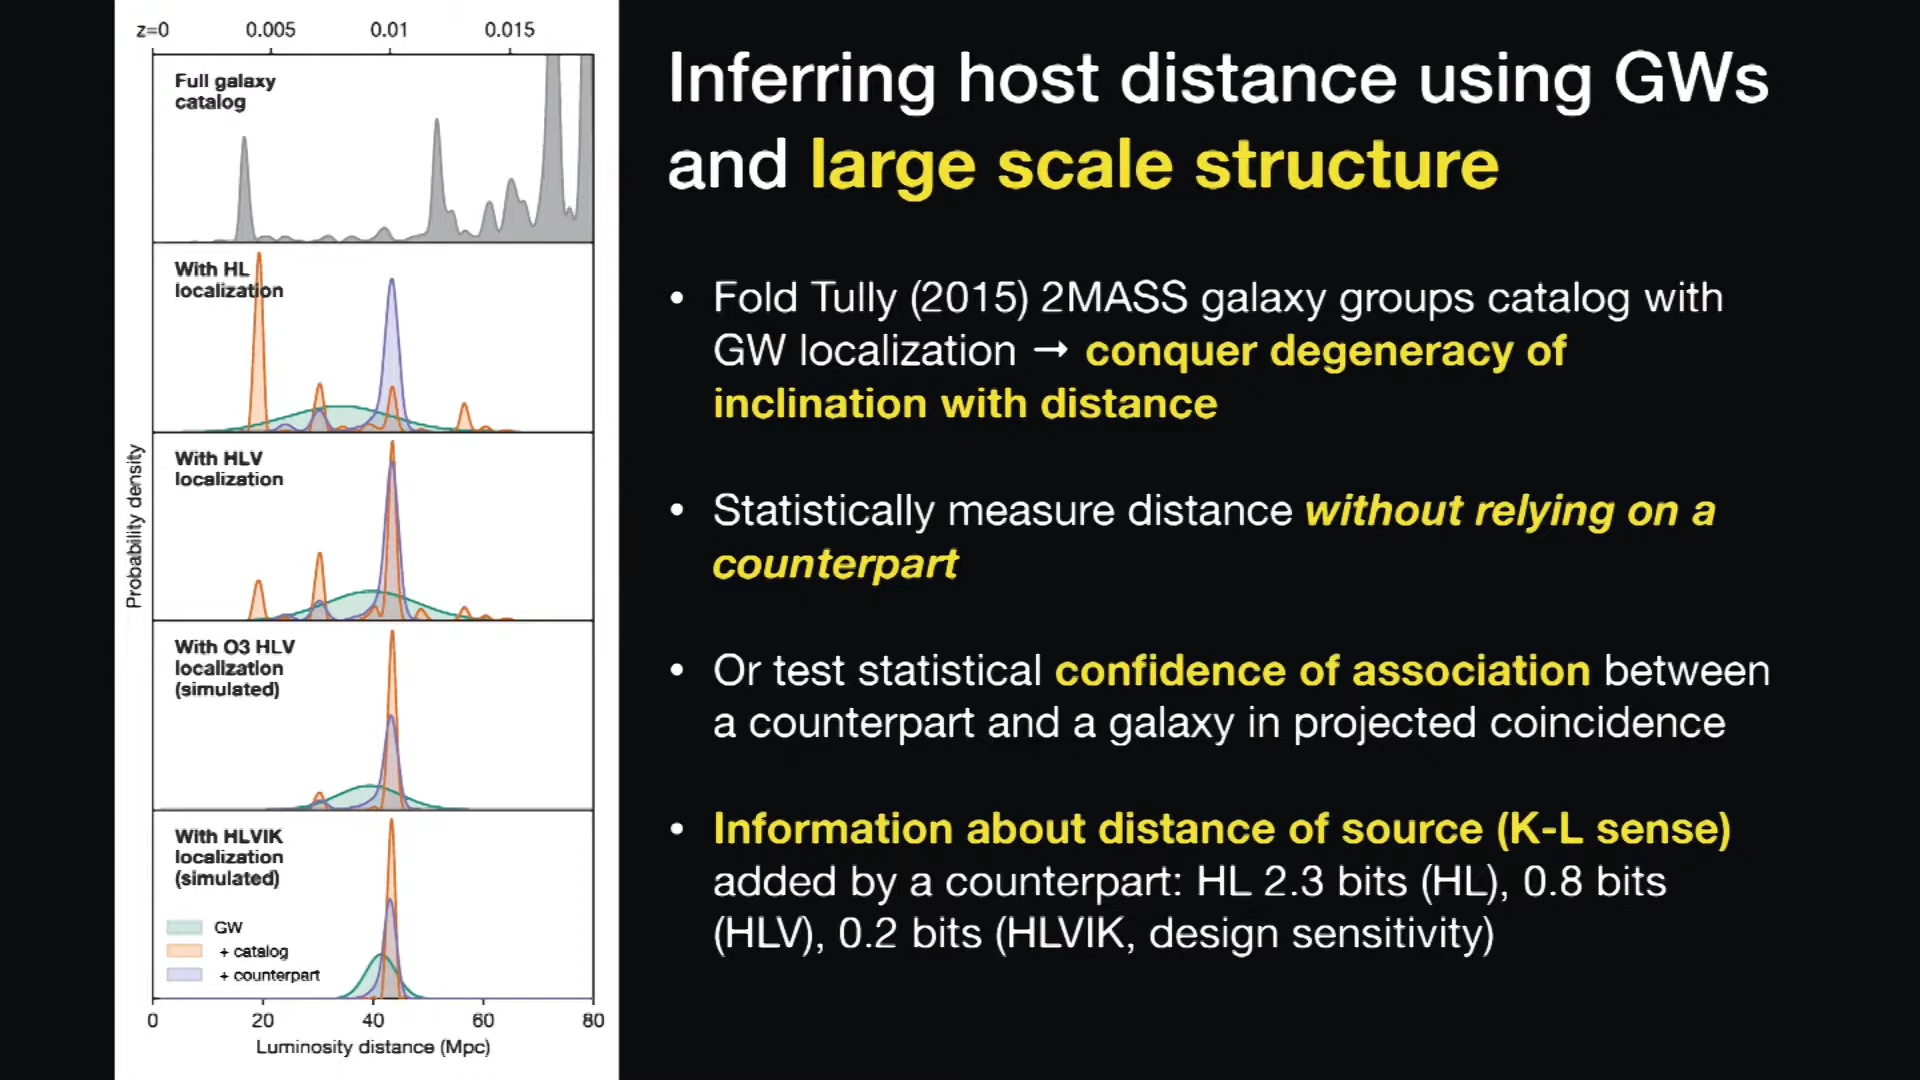 z=0 0.005 0.01 0.015
Full galaxy
catalog
With HL
localization
With HLV
localization
With O3 HLV
localization
(simulated)
With HLVIK
localization
(simulated)
GW
+ catalog
+ counterpart
Probability density
0 20 40 60 80
Luminosity distance (Mpc)
Inferring host distance using GWs
and large scale structure
• Fold Tully (2015) 2MASS galaxy groups catalog with
GW localization → conquer degeneracy of
inclination with distance
• Statistically measure distance without relying on a
counterpart
• Or test statistical confidence of association between
a counterpart and a galaxy in projected coincidence
• Information about distance of source (K-L sense)
added by a counterpart: HL 2.3 bits (HL), 0.8 bits
(HLV), 0.2 bits (HLVIK, design sensitivity)